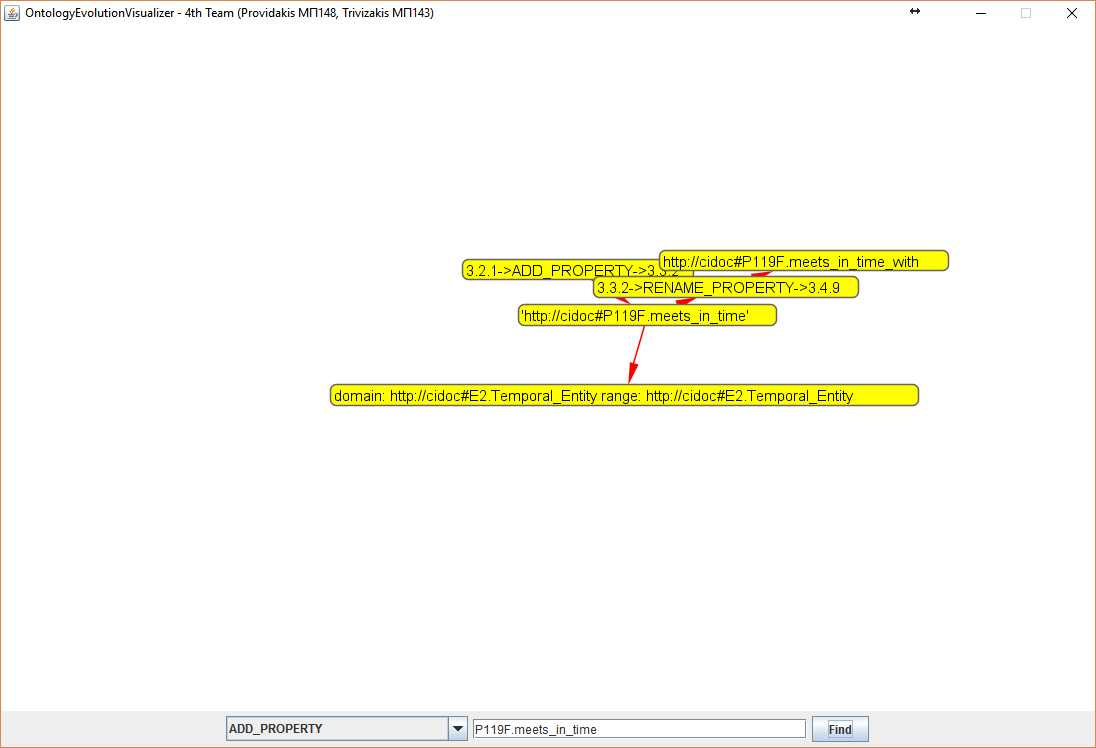 OntologyEvolutionVisualizer - 4th Team (Providakis ΜΠ148, Trivizakis ΜΠ143)
http://cidoc#P119F.meets_in_time_with
3.2.1->ADD_PROPERTY->3.3.2
3.3.2->RENAME_PROPERTY->3.4.9
'http://cidoc#P119F.meets_in_time'
domain: http://cidoc#E2.Temporal_Entity range: http://cidoc#E2.Temporal_Entity
ADD_PROPERTY P119F.meets_in_time Find